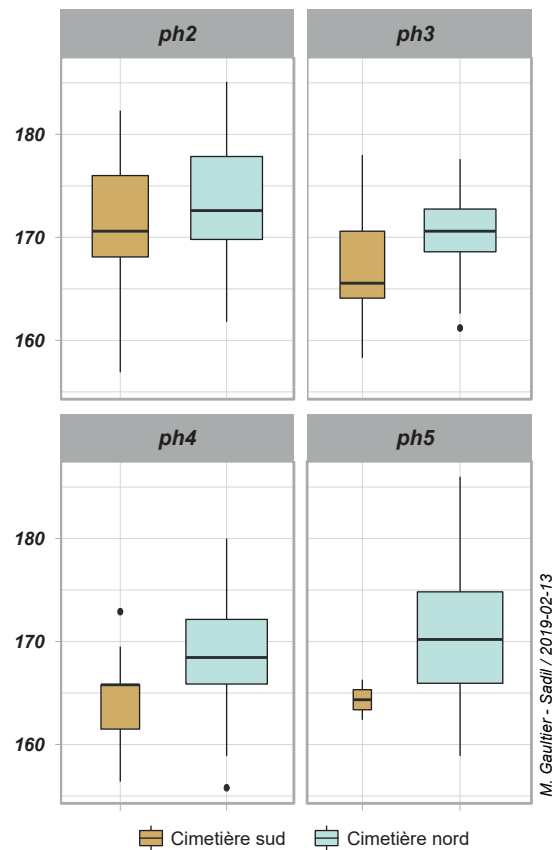 ph2
ph3
180
170
160
ph4
ph5
180
170
160
M. Gaultier - Sadil / 2019-02-13
Cimetière sud
Cimetière nord